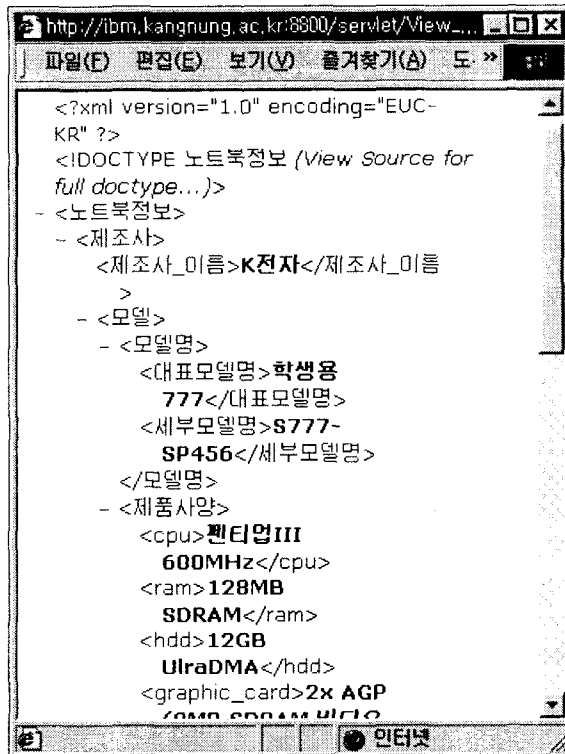 http://ibm.kangnung.ac.kr:8800/servlet/View_...
파일(F) 편집(E) 보기(V) 즐겨찾기(A) 도 »
<?xml version="1.0" encoding="EUC-
KR" ?>
<!DOCTYPE 노트북정보 (View Source for
full doctype...)>
- <노트북정보>
- <제조사>
<제조사_이름>K전자</제조사_이름
>
- <모델>
- <모델명>
<대표모델명>학생용
777</대표모델명>
<세부모델명>S777-
SP456</세부모델명>
</모델명>
- <제품사양>
<cpu>펜티엄III
600MHz</cpu>
<ram>128MB
SDRAM</ram>
<hdd>12GB
UlraDMA</hdd>
<graphic_card>2x AGP
SDRAM 비디오
인터넷